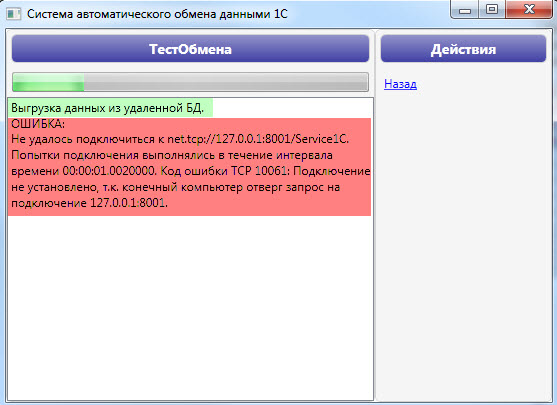 Система автоматического обмена данными 1С
ТестОбмена
Действия
Назад
Выгрузка данных из удаленной БД.
ОШИБКА:
Не удалось подключиться к net.tcp://127.0.0.1:8001/Service1C.
Попытки подключения выполнялись в течение интервала
времени 00:00:01.0020000. Код ошибки TCP 10061: Подключение
не установлено, т.к. конечный компьютер отверг запрос на
подключение 127.0.0.1:8001.